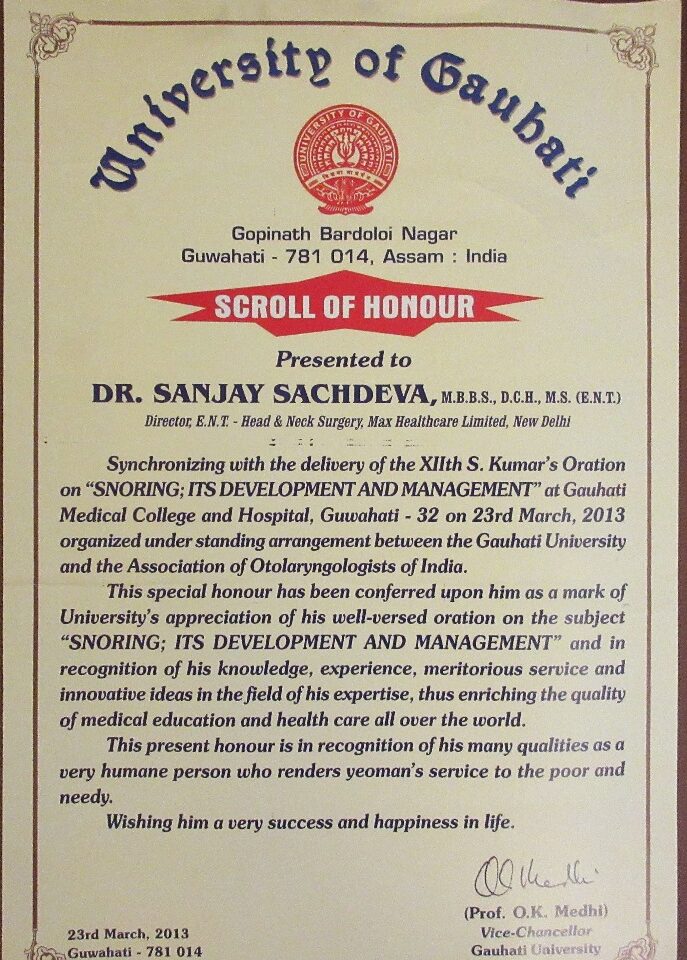 University of Gauhati
UNIVERSITY OF GAUHATI
Gopinath Bardoloi Nagar
Guwahati - 781 014, Assam : India
SCROLL OF HONOUR
Presented to
DR. SANJAY SACHDEVA, M.B.B.S., D.C.H., M.S. (E.N.T.)
Director, E.N.T. - Head & Neck Surgery, Max Healthcare Limited, New Delhi
Synchronizing with the delivery of the XIIth S. Kumar's Oration
on "SNORING; ITS DEVELOPMENT AND MANAGEMENT" at Gauhati
Medical College and Hospital, Guwahati - 32 on 23rd March, 2013
organized under standing arrangement between the Gauhati University
and the Association of Otolaryngologists of India.
This special honour has been conferred upon him as a mark of
University's appreciation of his well-versed oration on the subject
"SNORING; ITS DEVELOPMENT AND MANAGEMENT" and in
recognition of his knowledge, experience, meritorious service and
innovative ideas in the field of his expertise, thus enriching the quality
of medical education and health care all over the world.
This present honour is in recognition of his many qualities as a
very humane person who renders yeoman's service to the poor and
needy.
Wishing him a very success and happiness in life.
(Prof. O.K. Medhi)
Vice-Chancellor
Gauhati University
23rd March, 2013
Guwahati - 781 014